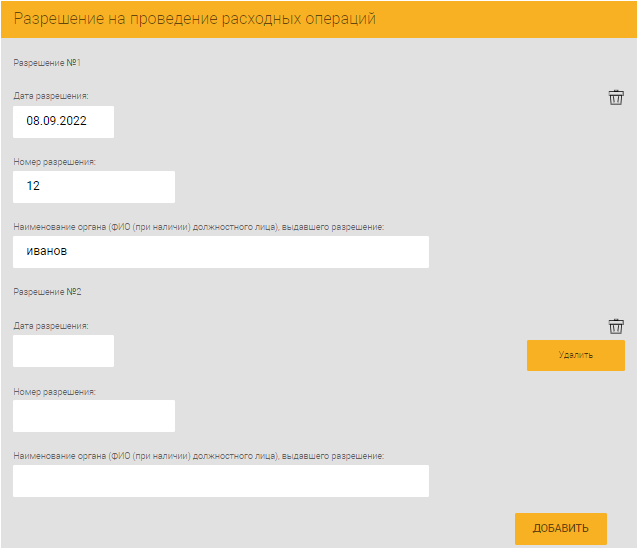 Разрешение на проведение расходных операций
Разрешение №1
Дата разрешения:
08.09.2022
Номер разрешения:
12
Наименование органа (ФИО (при наличии) должностного лица), выдавшего разрешение:
иванов
Разрешение №2
Дата разрешения:
Удалить
Номер разрешения:
Наименование органа (ФИО (при наличии) должностного лица), выдавшего разрешение:
ДОБАВИТЬ